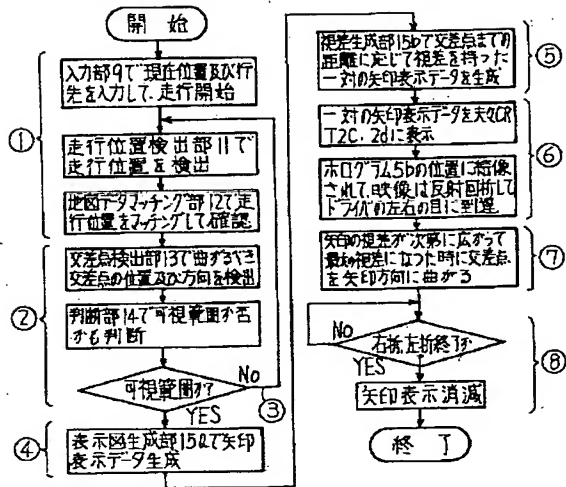 開始
入力部9で現在位置及び行
先を入力して、走行開始
①
走行位置検出部11で
走行位置を検出
地図データマッチング部12で走
行位置をマッチングして確認
交差点検出部13で曲がるべき
交差点の位置及び方向を検出
②
判断部14で可視範囲か否
かを判断
可視範囲か?
No
③
YES
④
表示図生成部15aで矢印
表示データ生成
視差生成部15bで交差点までの
距離に応じて視差を持った
一対の矢印表示データを生成
⑤
一対の矢印表示データを夫々CR
T2c, 2dに表示
⑥
ホログラム5bの位置に結像
されて、映像は反射回折して
ドライバの左右の目に到達
矢印の視差が次第に広がって
視差になった時に交差点
を矢印方向に曲がる
⑦
No
右折、左折終了か?
YES
⑧
矢印表示消滅
終了